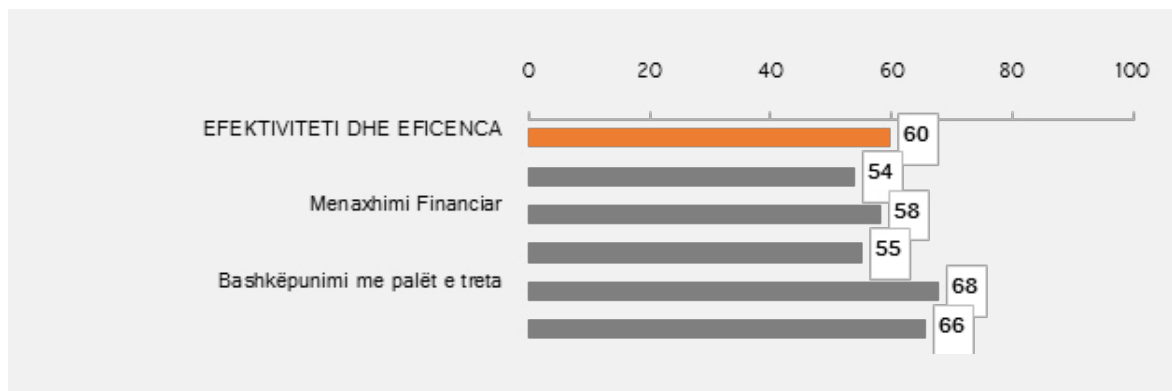 0 20 40 60 80 100
EFEKTIVITETI DHE EFICENCA 60
54
Menaxhimi Financiar 58
55
Bashkëpunimi me palët e treta 68
66